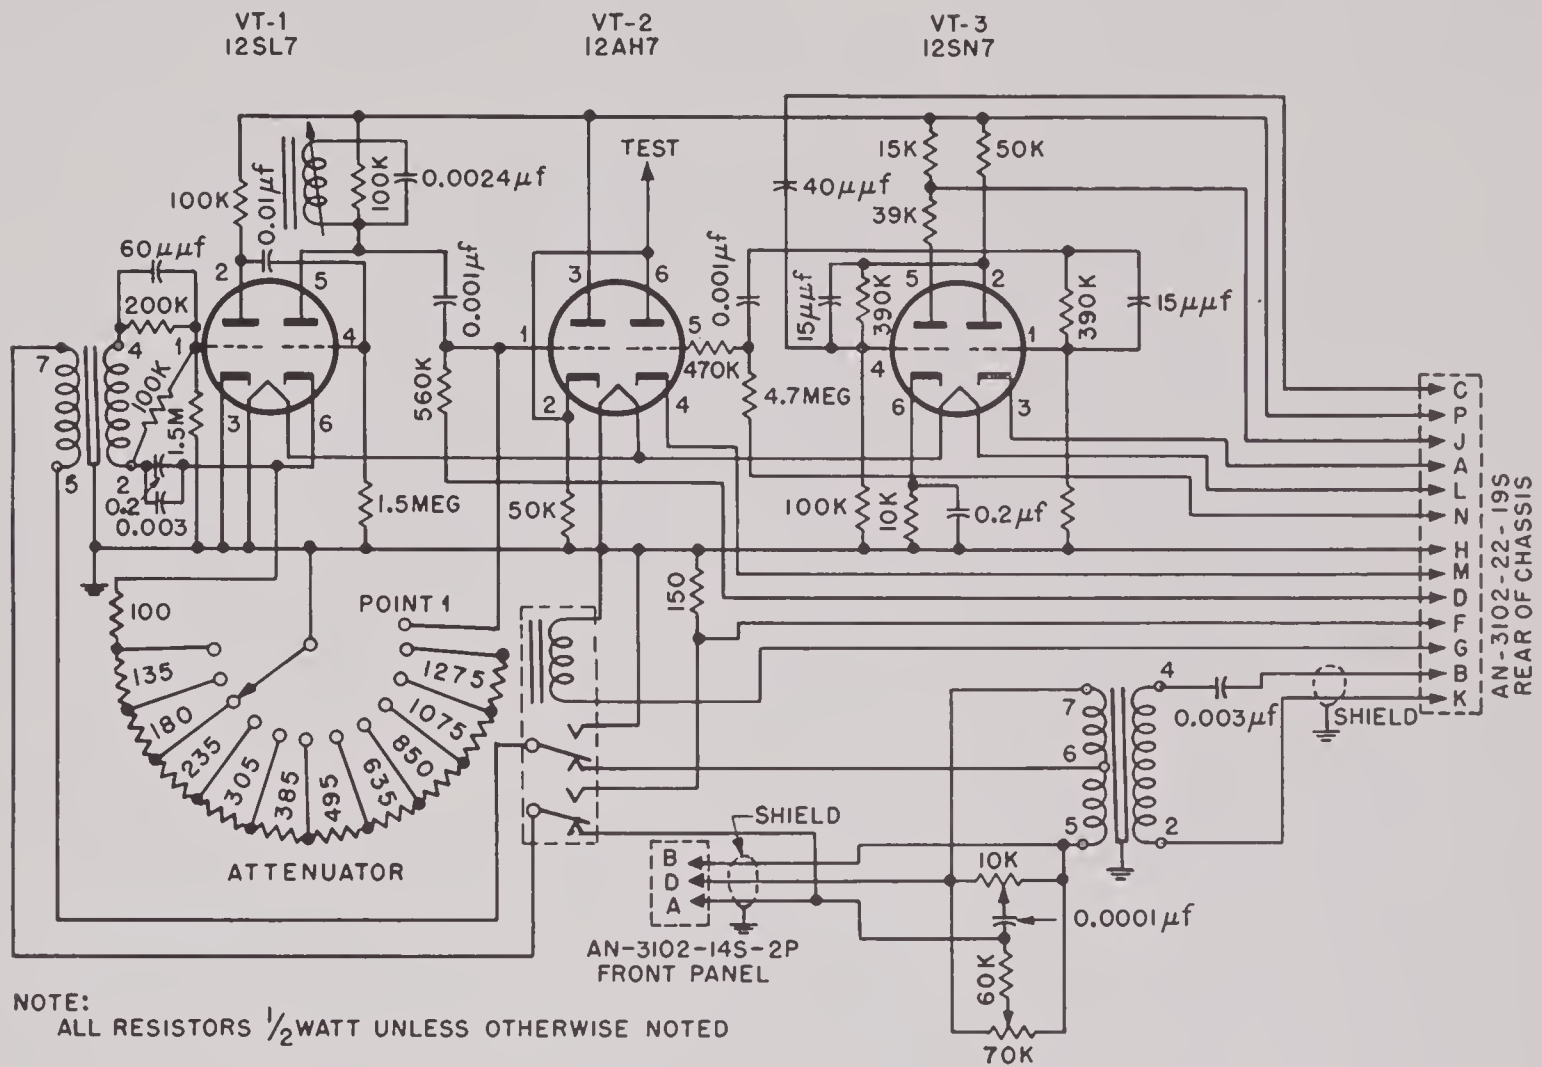 VT-1
12SL7
VT-2
12AH7
VT-3
12SN7
TEST
100K
0.01μf
100K
0.0024μf
15K
50K
40μμf
39K
60μμf
200K
2
5
0.001μf
3
6
0.001μf
15μμf
390K
5
2
390K
15μμf
7
4
1
4
1
5
4
1
100K
1.5M
3
6
560K
2
470K
4
4.7MEG
6
3
5
2
0.2
0.003
1.5MEG
50K
100K
10K
0.2μf
C
P
J
A
L
N
H
M
D
F
G
B
K
AN-3102-22-19S
REAR OF CHASSIS
100
POINT 1
150
135
180
235
305
385
495
635
850
1075
1275
ATTENUATOR
7
6
5
4
2
0.003μf
SHIELD
SHIELD
B
D
A
AN-3102-14S-2P
FRONT PANEL
10K
0.0001μf
60K
70K
NOTE:
ALL RESISTORS 1/2 WATT UNLESS OTHERWISE NOTED